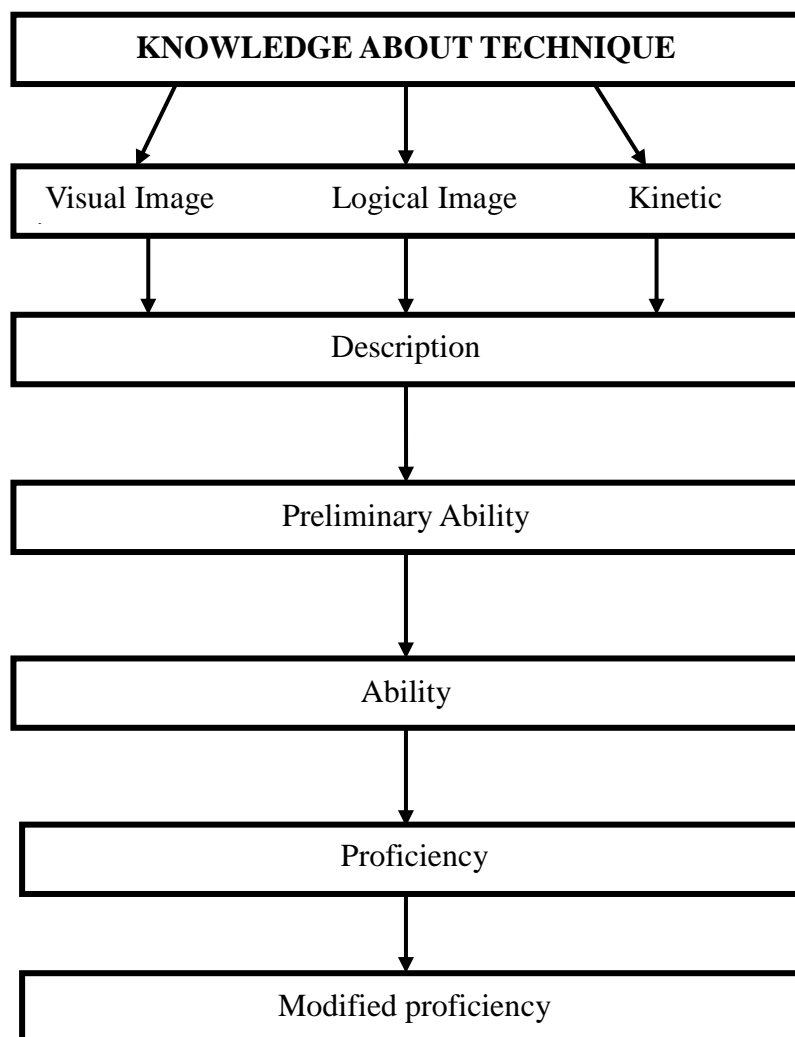 KNOWLEDGE ABOUT TECHNIQUE
Visual Image Logical Image Kinetic
Description
Preliminary Ability
Ability
Proficiency
Modified proficiency